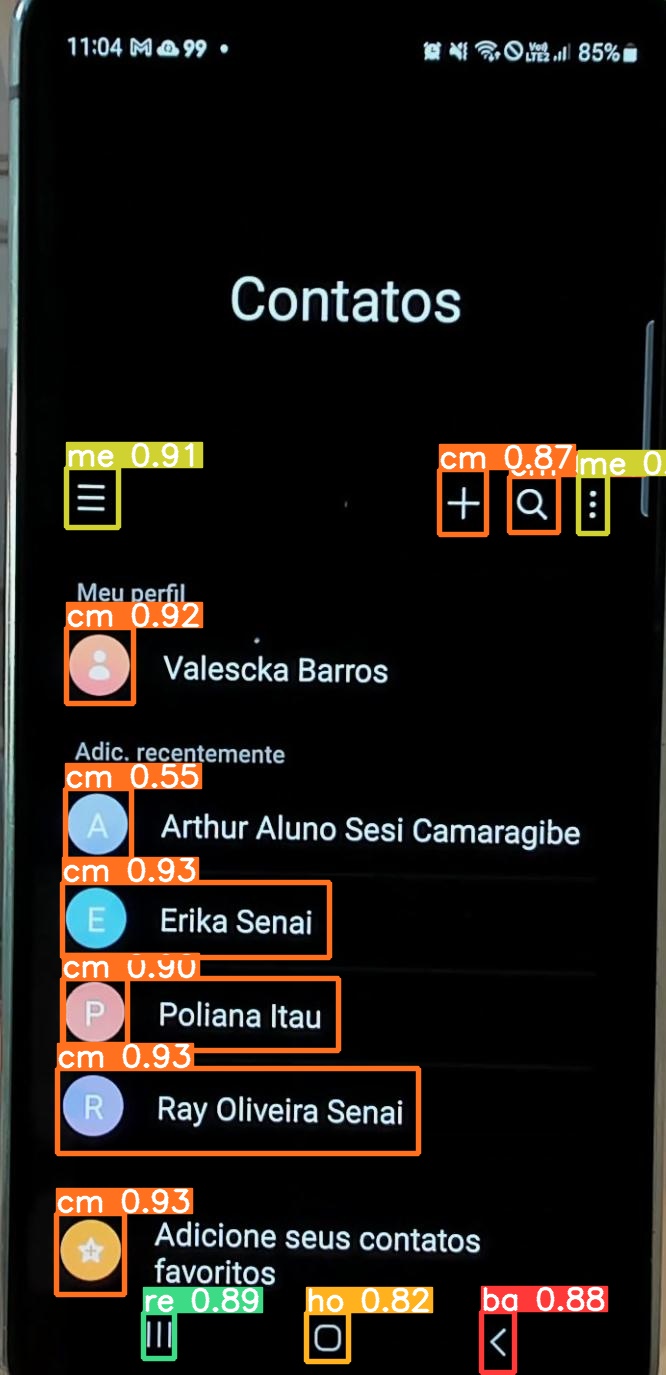 11:04 99
Vo))
LTE2 85%
Contatos
me 0.91
cm 0.87
me 0.
Meu perfil
cm 0.92
Valescka Barros
Adic. recentemente
cm 0.55
A
Arthur Aluno Sesi Camaragibe
cm 0.93
E
Erika Senai
cm 0.90
P
Poliana Itau
cm 0.93
R
Ray Oliveira Senai
cm 0.93
Adicione seus contatos
favoritos
re 0.89
ho 0.82
ba 0.88